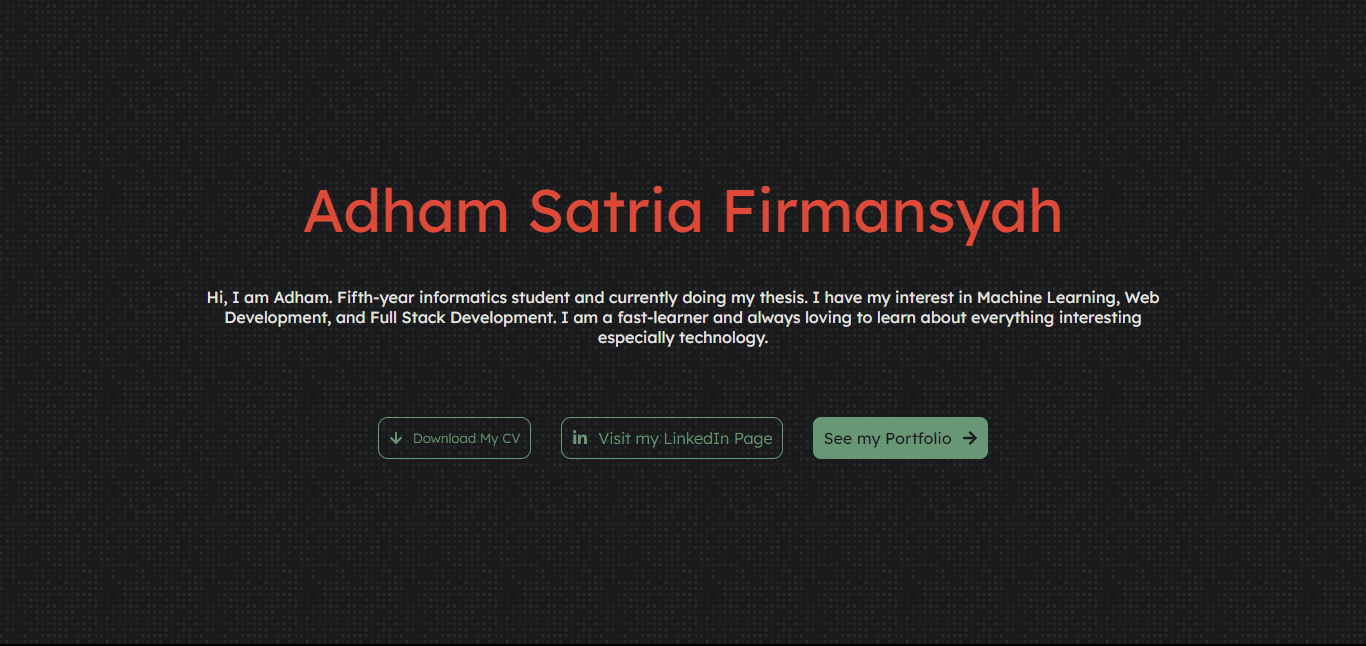 Adham Satria Firmansyah
Hi, I am Adham. Fifth-year informatics student and currently doing my thesis. I have my interest in Machine Learning, Web
Development, and Full Stack Development. I am a fast-learner and always loving to learn about everything interesting
especially technology.
Download My CV
in Visit my LinkedIn Page
See my Portfolio